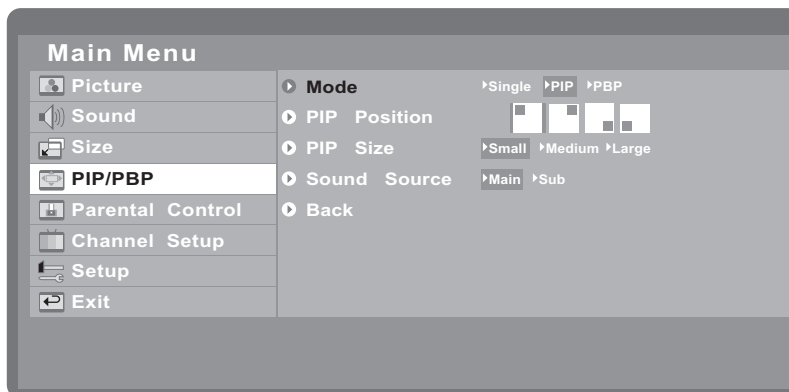 Main Menu
Picture
Sound
Size
PIP/PBP
Parental Control
Channel Setup
Setup
Exit
Mode Single PIP PBP
PIP Position
PIP Size Small Medium Large
Sound Source Main Sub
Back